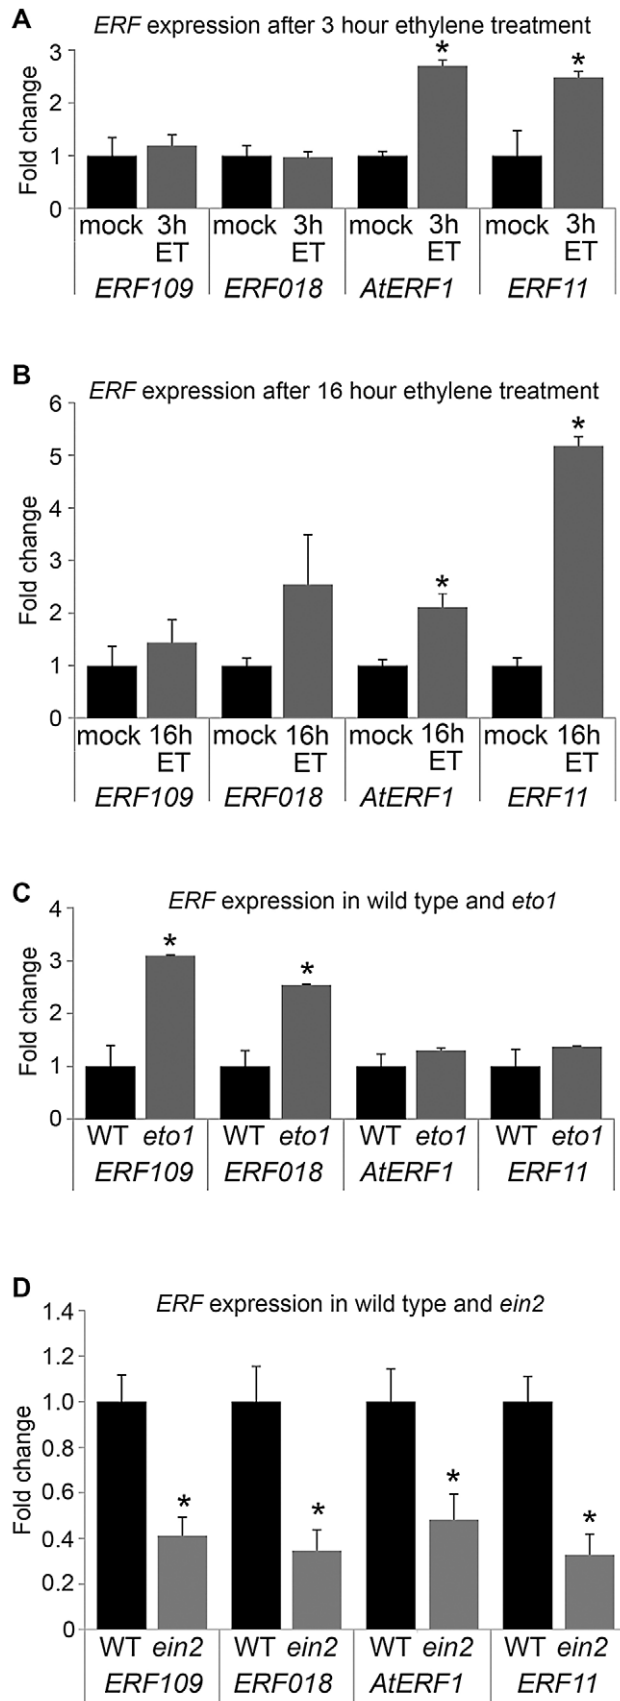 A
ERF expression after 3 hour ethylene treatment
Fold change
3
2
1
0
*
*
mock 3h mock 3h mock 3h mock 3h
ET ET ET ET
ERF109 ERF018 AtERF1 ERF11
B
ERF expression after 16 hour ethylene treatment
Fold change
6
5
4
3
2
1
0
*
*
mock 16h mock 16h mock 16h mock 16h
ET ET ET ET
ERF109 ERF018 AtERF1 ERF11
C
ERF expression in wild type and eto1
Fold change
4
3
2
1
0
*
*
WT eto1 WT eto1 WT eto1 WT eto1
ERF109 ERF018 AtERF1 ERF11
D
ERF expression in wild type and ein2
Fold change
1.4
1.2
1.0
0.8
0.6
0.4
0.2
0
*
*
*
*
WT ein2 WT ein2 WT ein2 WT ein2
ERF109 ERF018 AtERF1 ERF11